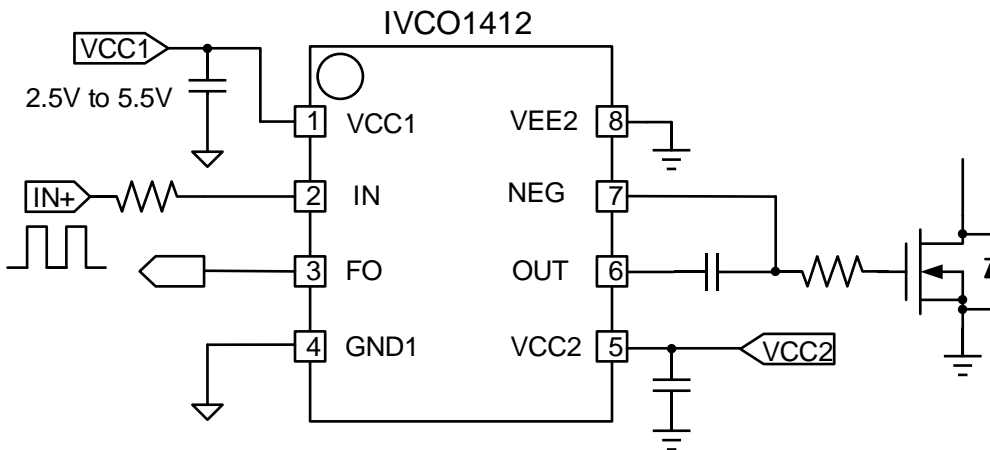 IVCO1412
VCC1
2.5V to 5.5V
1 VCC1 VEE2 8
IN+ 2 IN NEG 7
3 FO OUT 6
4 GND1 VCC2 5 VCC2